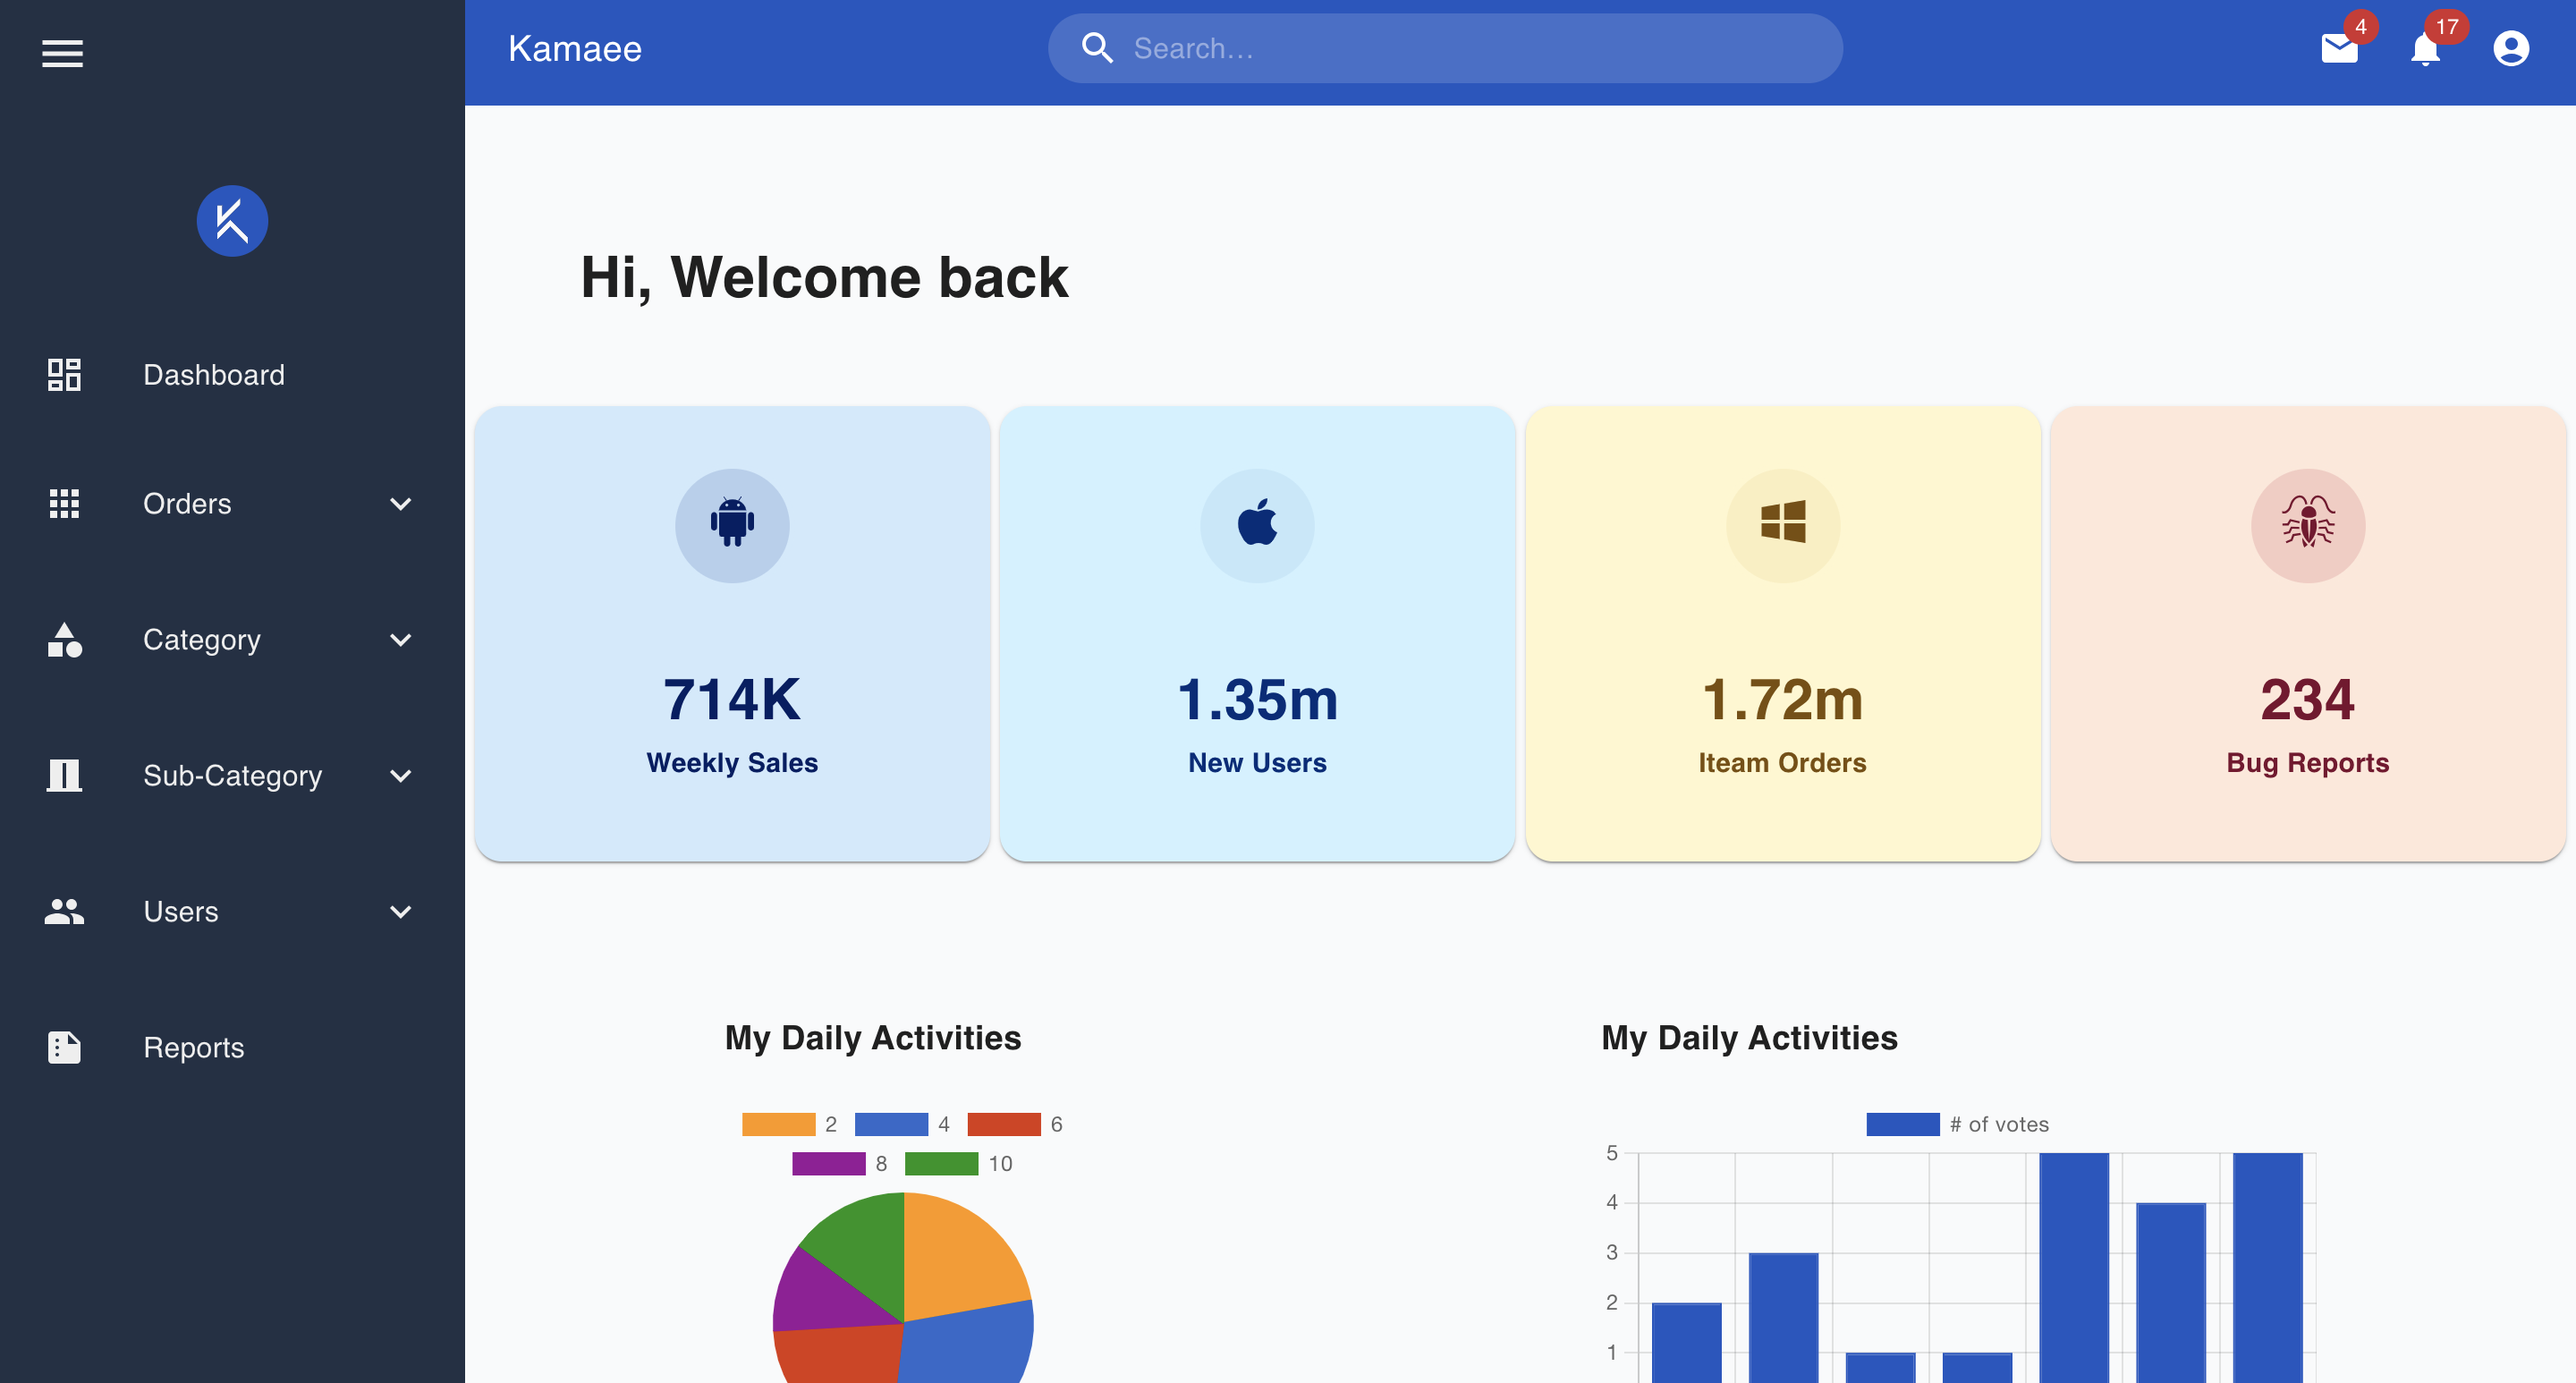 Kamaee
Search...
4
17
Dashboard
Orders
Category
Sub-Category
Users
Reports
Hi, Welcome back
714K
Weekly Sales
1.35m
New Users
1.72m
Iteam Orders
234
Bug Reports
My Daily Activities
2 4 6
8 10
My Daily Activities
# of votes
5
4
3
2
1